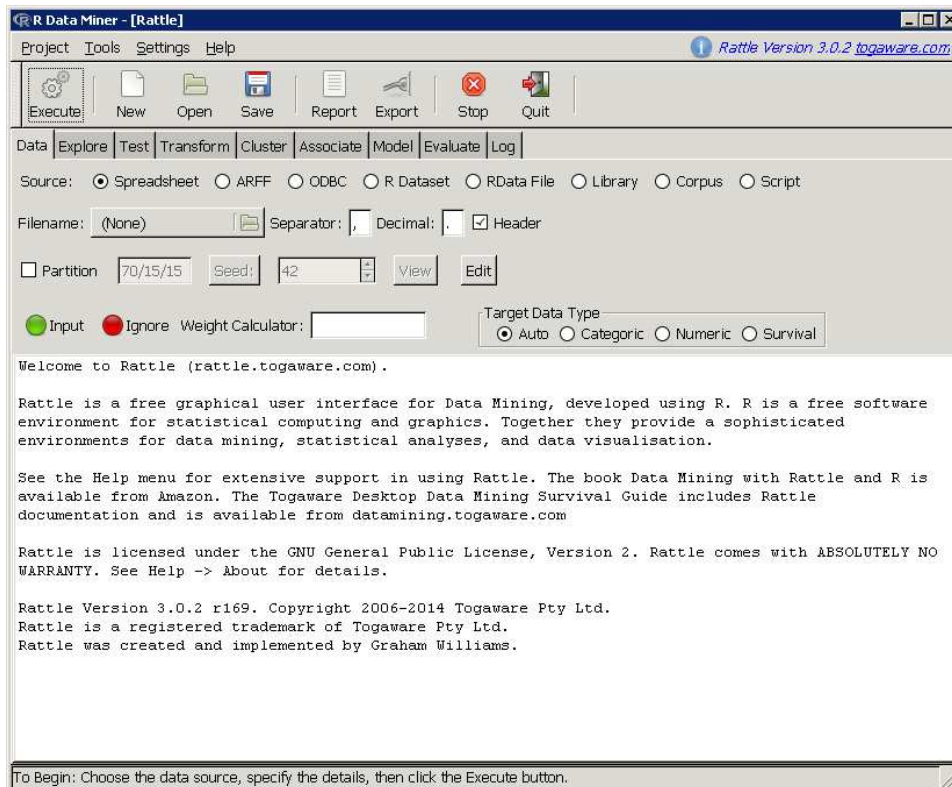 R Data Miner - [Rattle]
Project Tools Settings Help Rattle Version 3.0.2 togaware.com
Execute New Open Save Report Export Stop Quit
Data Explore Test Transform Cluster Associate Model Evaluate Log
Source: Spreadsheet ARFF ODBC R Dataset RData File Library Corpus Script
Filename: (None) Separator: , Decimal: . Header
Partition 70/15/15 Seed: 42 View Edit
Target Data Type
Input Ignore Weight Calculator: Auto Categoric Numeric Survival
Welcome to Rattle (rattle.togaware.com).
Rattle is a free graphical user interface for Data Mining, developed using R. R is a free software
environment for statistical computing and graphics. Together they provide a sophisticated
environments for data mining, statistical analyses, and data visualisation.
See the Help menu for extensive support in using Rattle. The book Data Mining with Rattle and R is
available from Amazon. The Togaware Desktop Data Mining Survival Guide includes Rattle
documentation and is available from datamining.togaware.com
Rattle is licensed under the GNU General Public License, Version 2. Rattle comes with ABSOLUTELY NO
WARRANTY. See Help -> About for details.
Rattle Version 3.0.2 r169. Copyright 2006-2014 Togaware Pty Ltd.
Rattle is a registered trademark of Togaware Pty Ltd.
Rattle was created and implemented by Graham Williams.
To Begin: Choose the data source, specify the details, then click the Execute button.